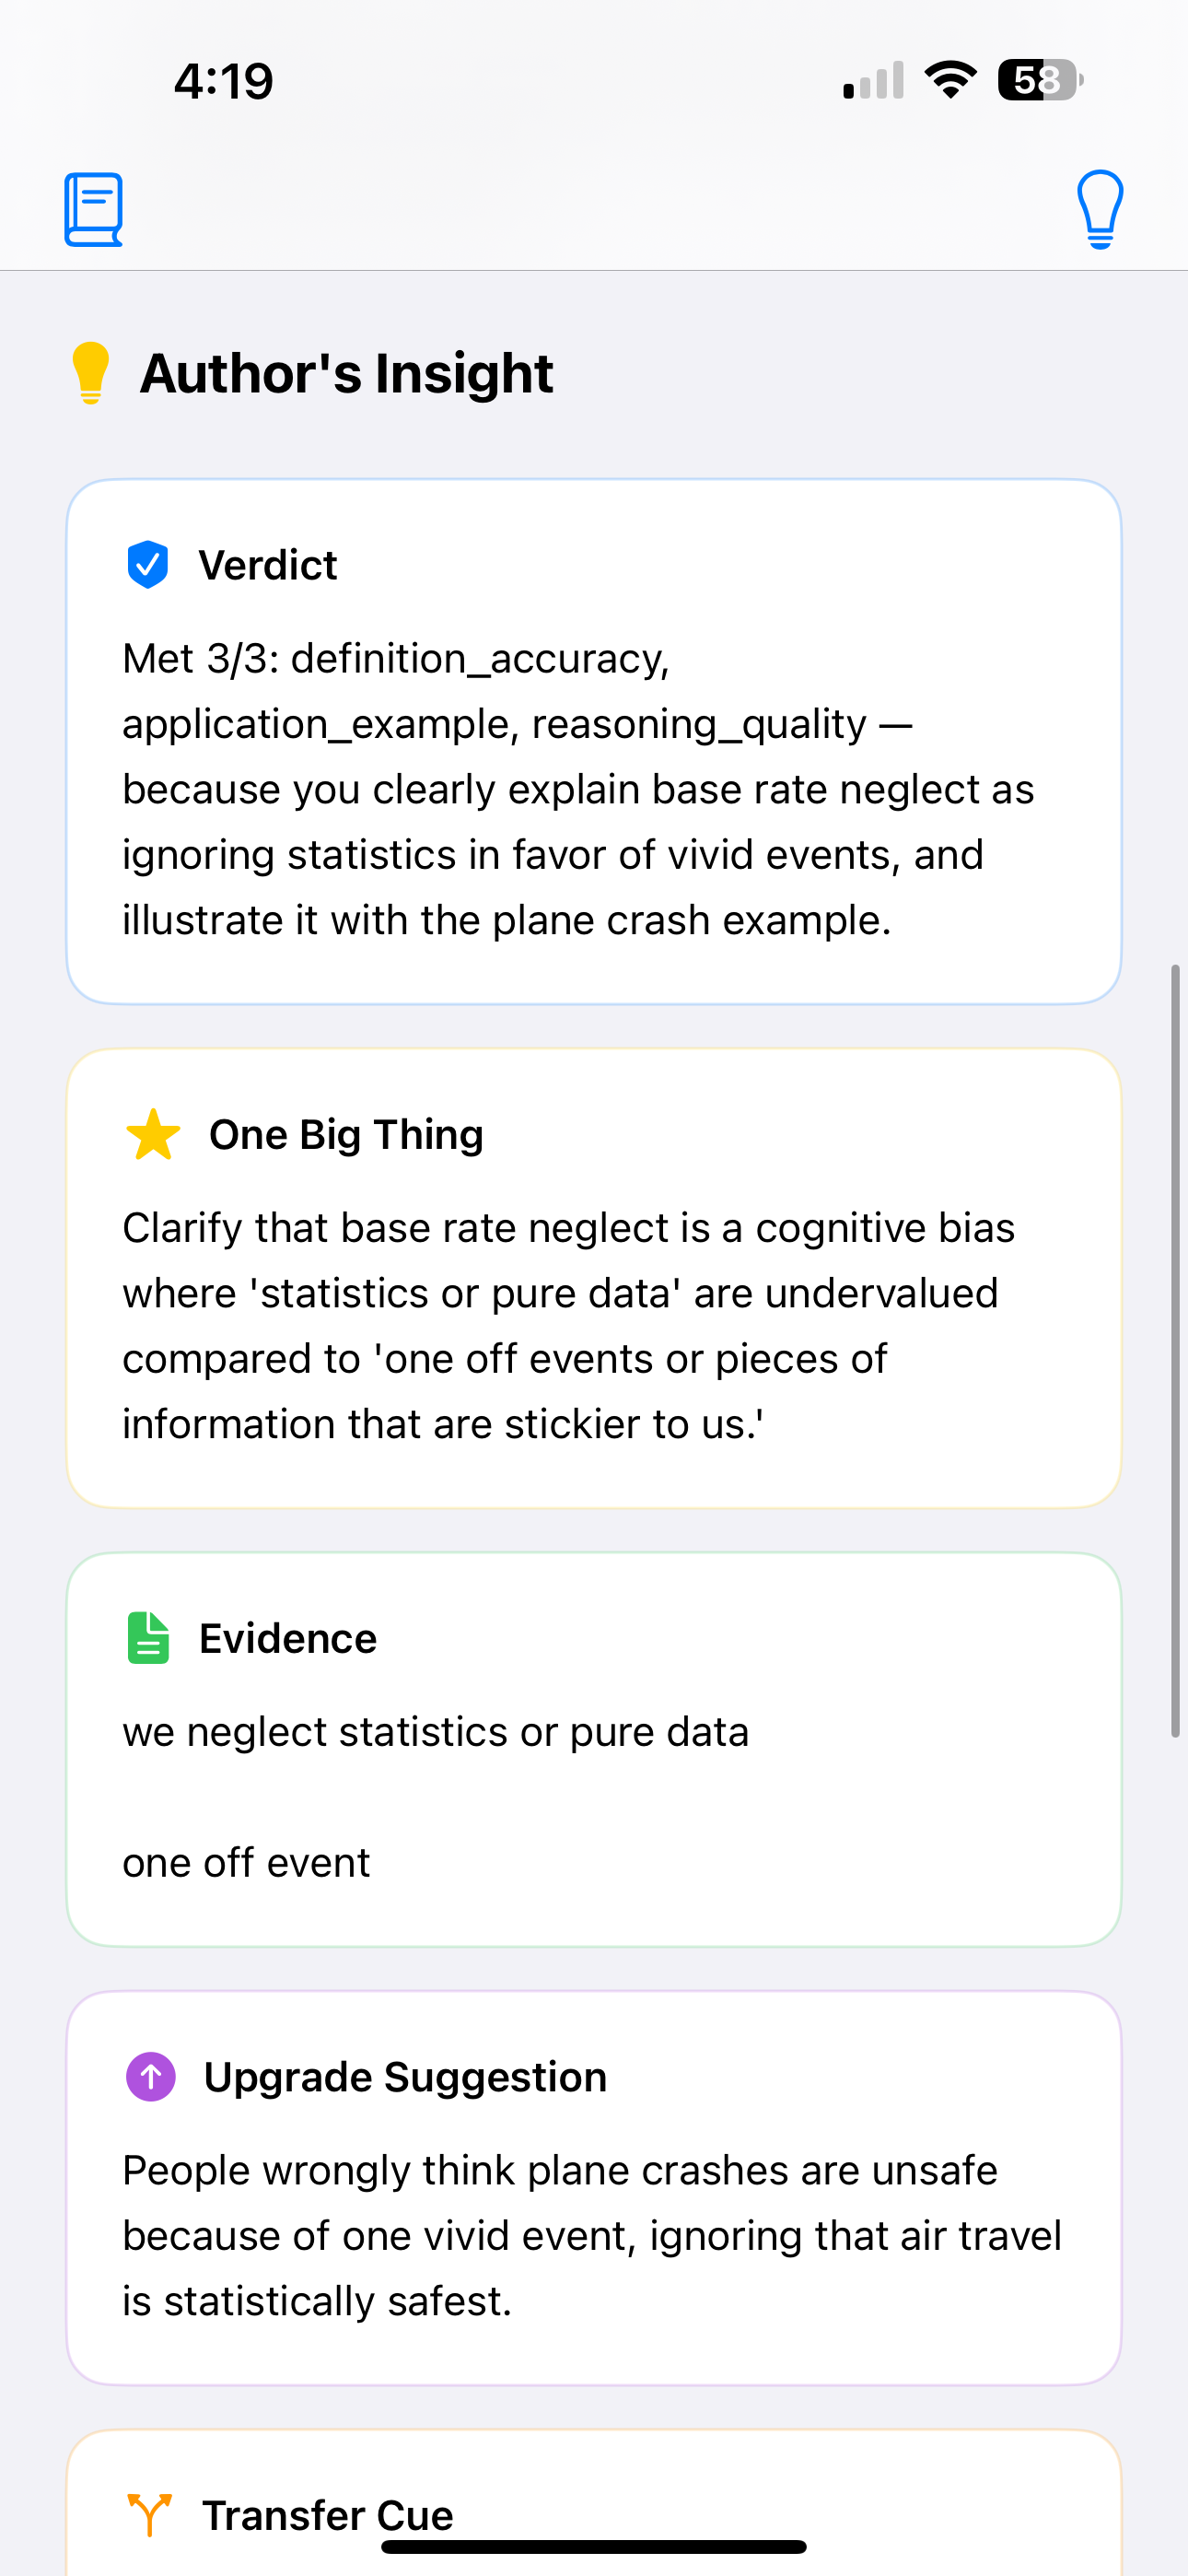 4:19
58
Author's Insight
Verdict
Met 3/3: definition_accuracy,
application_example, reasoning_quality —
because you clearly explain base rate neglect as
ignoring statistics in favor of vivid events, and
illustrate it with the plane crash example.
One Big Thing
Clarify that base rate neglect is a cognitive bias
where 'statistics or pure data' are undervalued
compared to 'one off events or pieces of
information that are stickier to us.'
Evidence
we neglect statistics or pure data
one off event
Upgrade Suggestion
People wrongly think plane crashes are unsafe
because of one vivid event, ignoring that air travel
is statistically safest.
Transfer Cue